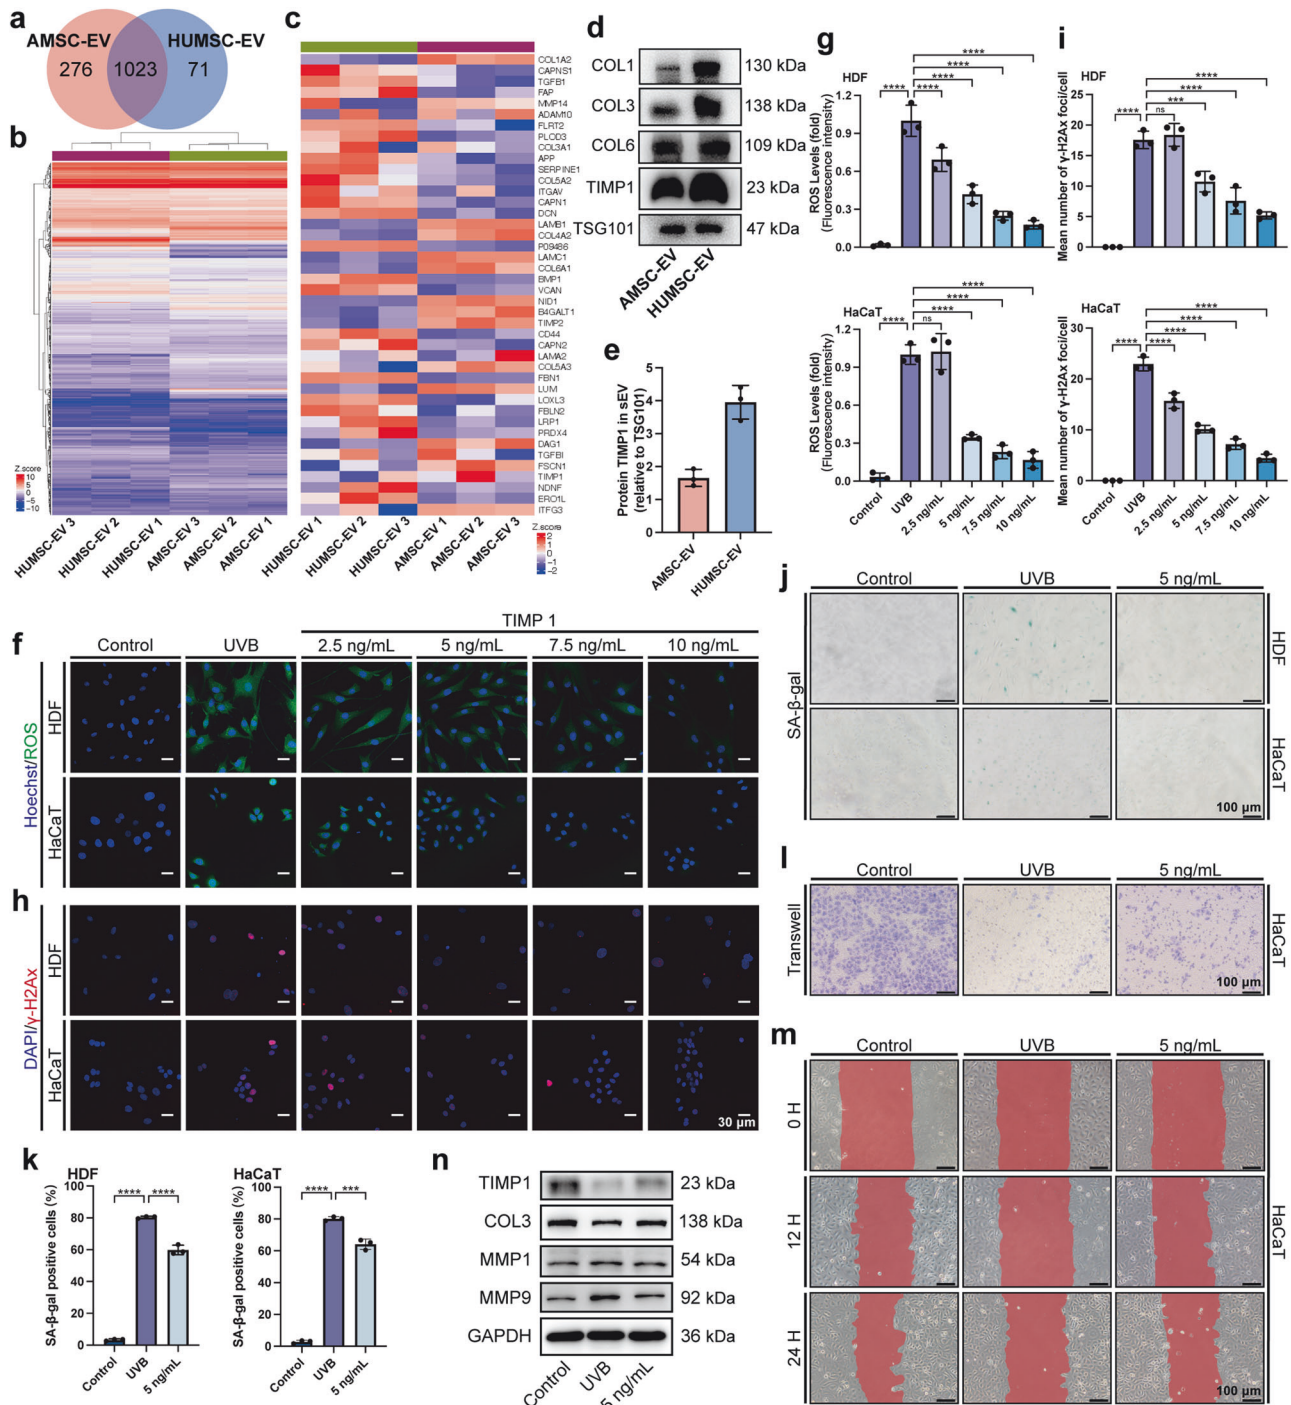 a
AMSC-EV
HUMSC-EV
276
1023
71
b
Z.score
10
5
0
-5
-10
HUMSC-EV 3
HUMSC-EV 2
HUMSC-EV 1
AMSC-EV 3
AMSC-EV 2
AMSC-EV 1
c
COL1A2
CAPNS1
TGFB1
FAP
MMP14
ADAM10
FLRT2
PLOD3
COL3A1
APP
SERPINE1
COL5A2
ITGAV
CAPN1
DCN
LAMB1
COL4A2
P09486
LAMC1
COL6A1
BMP1
VCAN
NID1
B4GALT1
TIMP2
CD44
CAPN2
LAMA2
COL5A3
FBN1
LUM
LOXL3
FBLN2
LRP1
PRDX4
DAG1
TGFBI
FSCN1
TIMP1
NDNF
ERO1L
ITFG3
HUMSC-EV 1
HUMSC-EV 2
HUMSC-EV 3
AMSC-EV 1
AMSC-EV 2
AMSC-EV 3
Z.score
2
1
0
-1
-2
d
COL1 130 kDa
COL3 138 kDa
COL6 109 kDa
TIMP1 23 kDa
TSG101 47 kDa
AMSC-EV
HUMSC-EV
e
Protein TIMP1 in sEV
(relative to TSG101)
5
4
3
2
1
0
AMSC-EV
HUMSC-EV
f
TIMP 1
Control
UVB
2.5 ng/mL
5 ng/mL
7.5 ng/mL
10 ng/mL
Hoechst/ROS
HDF
HaCaT
g
HDF
ROS Levels (fold)
(Fluorescence intensity)
1.2
0.9
0.6
0.3
0.0
****
****
****
****
****
HaCaT
ROS Levels (fold)
(Fluorescence intensity)
1.2
0.9
0.6
0.3
0.0
****
ns
****
****
****
Control
UVB
2.5 ng/mL
5 ng/mL
7.5 ng/mL
10 ng/mL
h
DAPI/γ-H2Ax
HDF
HaCaT
30 μm
i
HDF
Mean number of γ-H2Ax foci/cell
25
20
15
10
5
0
****
ns
***
****
****
HaCaT
Mean number of γ-H2Ax foci/cell
30
20
10
0
****
****
****
****
****
Control
UVB
2.5 ng/mL
5 ng/mL
7.5 ng/mL
10 ng/mL
j
Control
UVB
5 ng/mL
SA-β-gal
HDF
HaCaT
100 μm
k
HDF
SA-β-gal positive cells (%)
100
80
60
40
20
0
****
****
Control
UVB
5 ng/mL
HaCaT
SA-β-gal positive cells (%)
100
80
60
40
20
0
****
***
Control
UVB
5 ng/mL
l
Control
UVB
5 ng/mL
Transwell
HaCaT
100 μm
m
Control
UVB
5 ng/mL
0 H
12 H
24 H
HaCaT
100 μm
n
TIMP1 23 kDa
COL3 138 kDa
MMP1 54 kDa
MMP9 92 kDa
GAPDH 36 kDa
Control
UVB
5 ng/mL